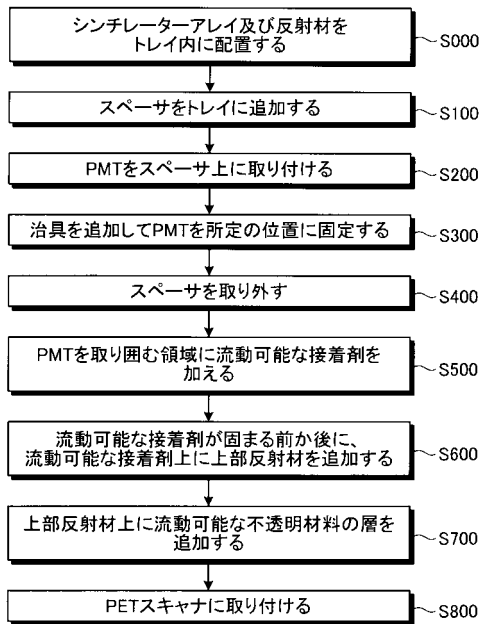 シンチレーターアレイ及び反射材を
トレイ内に配置する
S000
スペーサをトレイに追加する
S100
PMTをスペーサ上に取り付ける
S200
治具を追加してPMTを所定の位置に固定する
S300
スペーサを取り外す
S400
PMTを取り囲む領域に流動可能な接着剤を
加える
S500
流動可能な接着剤が固まる前か後に、
流動可能な接着剤上に上部反射材を追加する
S600
上部反射材上に流動可能な不透明材料の層を
追加する
S700
PETスキャナに取り付ける
S800